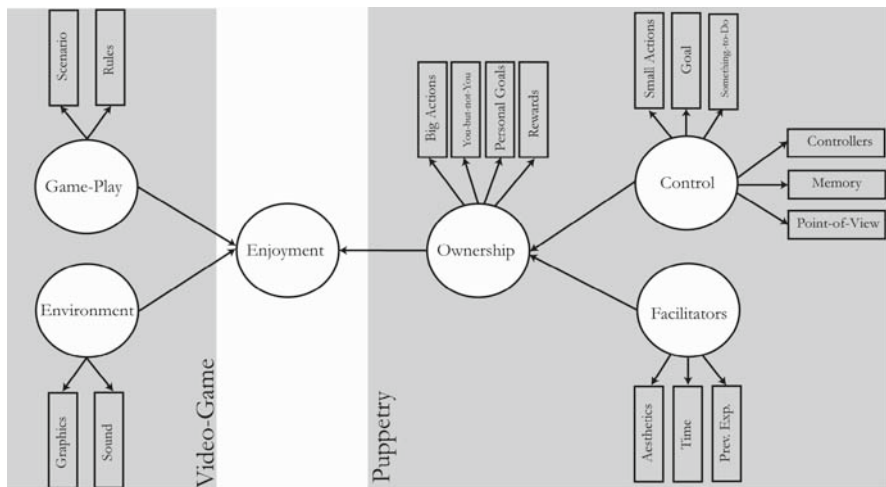 Scenario
Rules
Game-Play
Environment
Graphics
Sound
Video-Game
Enjoyment
Puppetry
Big Actions
You-but-not-You
Personal Goals
Rewards
Ownership
Small Actions
Goal
Something-to-Do
Control
Controllers
Memory
Point-of-View
Facilitators
Aesthetics
Time
Prev. Exp.